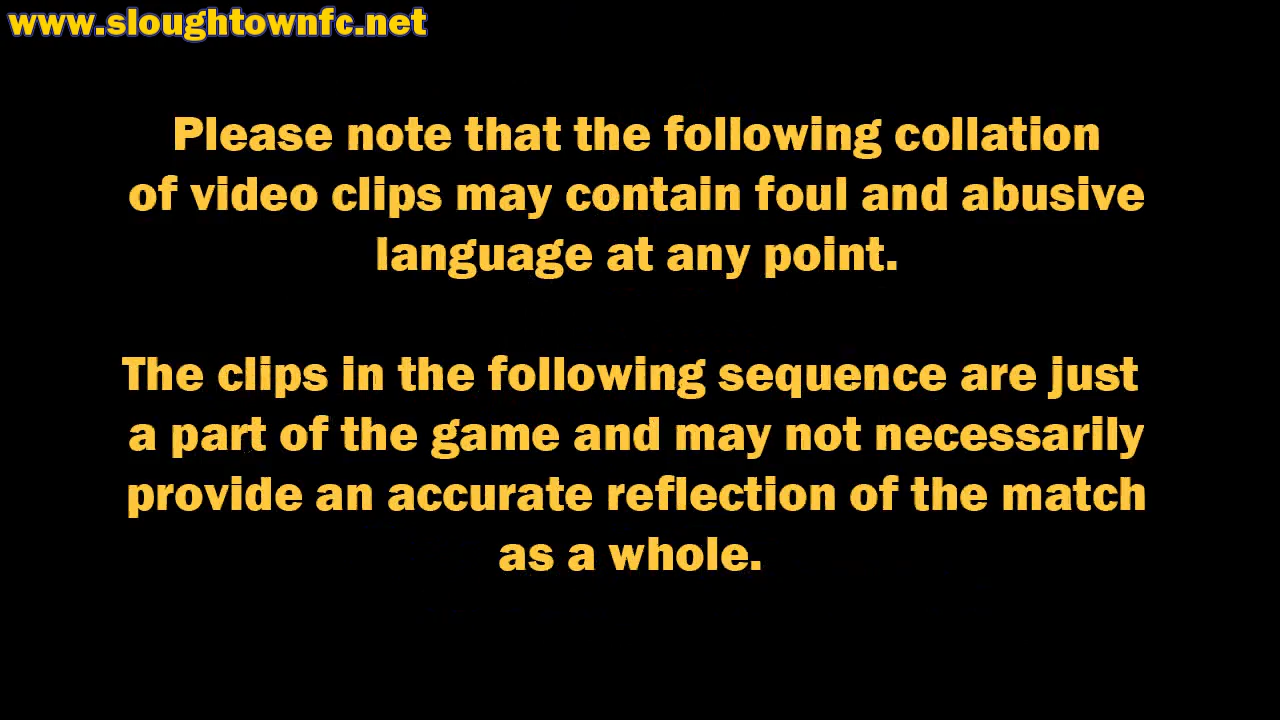 www.sloughtownfc.net
Please note that the following collation
of video clips may contain foul and abusive
language at any point.
The clips in the following sequence are just
a part of the game and may not necessarily
provide an accurate reflection of the match
as a whole.